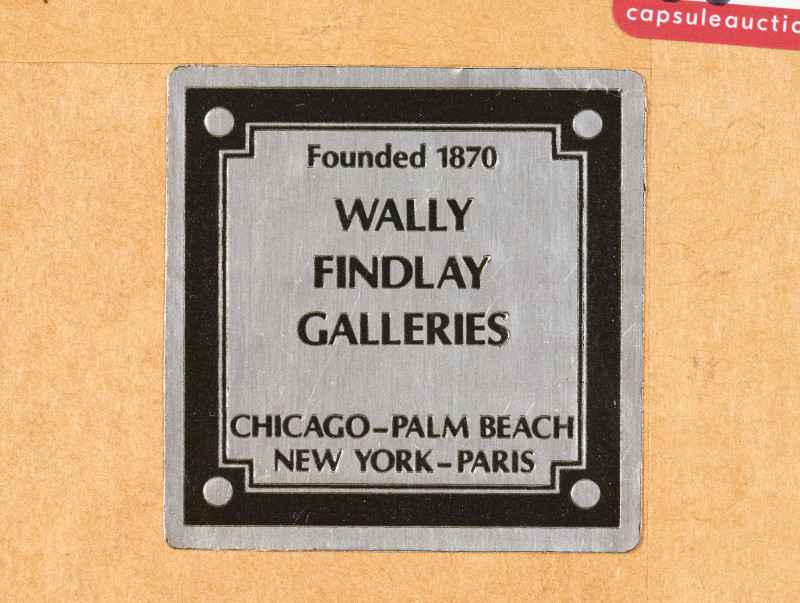 capsuleauctio
Founded 1870
WALLY
FINDLAY
GALLERIES
CHICAGO–PALM BEACH
NEW YORK–PARIS